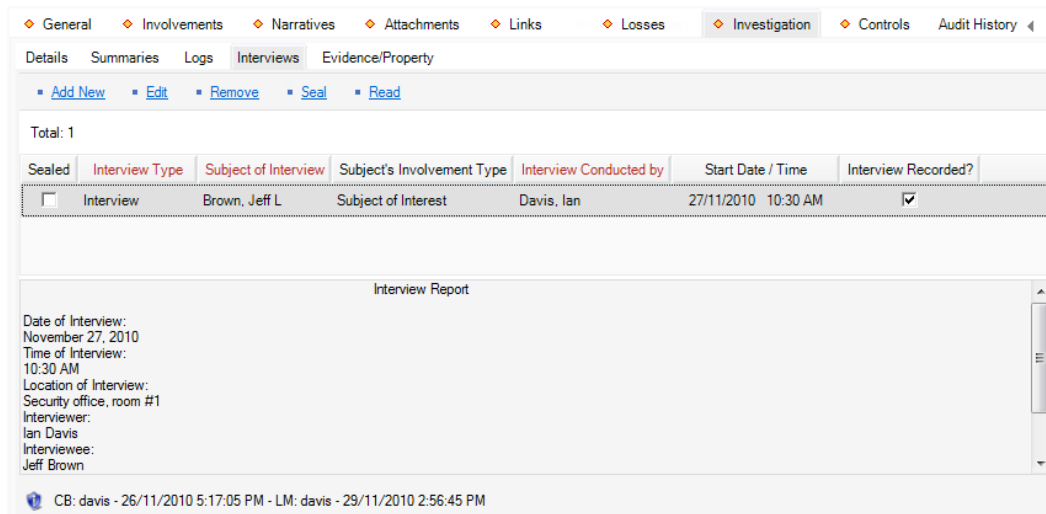 General Involvements Narratives Attachments Links Losses Investigation Controls Audit History
Details Summaries Logs Interviews Evidence/Property
Add New Edit Remove Seal Read
Total: 1
Sealed Interview Type Subject of Interview Subject's Involvement Type Interview Conducted by Start Date / Time Interview Recorded?
Interview Brown, Jeff L Subject of Interest Davis, Ian 27/11/2010 10:30 AM
Interview Report
Date of Interview:
November 27, 2010
Time of Interview:
10:30 AM
Location of Interview:
Security office, room #1
Interviewer:
Ian Davis
Interviewee:
Jeff Brown
CB: davis - 26/11/2010 5:17:05 PM - LM: davis - 29/11/2010 2:56:45 PM